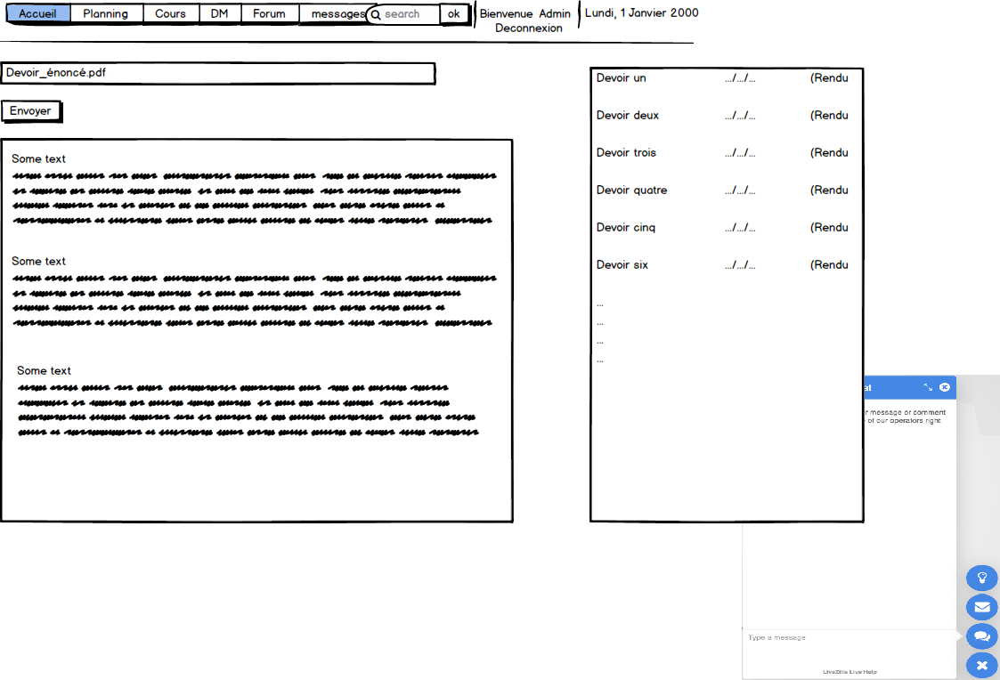 Accueil Planning Cours DM Forum messages search ok Bienvenue Admin Lundi, 1 Janvier 2000
Deconnexion
Devoir_énoncé.pdf
Envoyer
Some text
Some text
Some text
Devoir un .../.../... (Rendu
Devoir deux .../.../... (Rendu
Devoir trois .../.../... (Rendu
Devoir quatre .../.../... (Rendu
Devoir cinq .../.../... (Rendu
Devoir six .../.../... (Rendu
...
...
...
...
message or comment
of our operators right
Type a message
LiveZilla Live Help